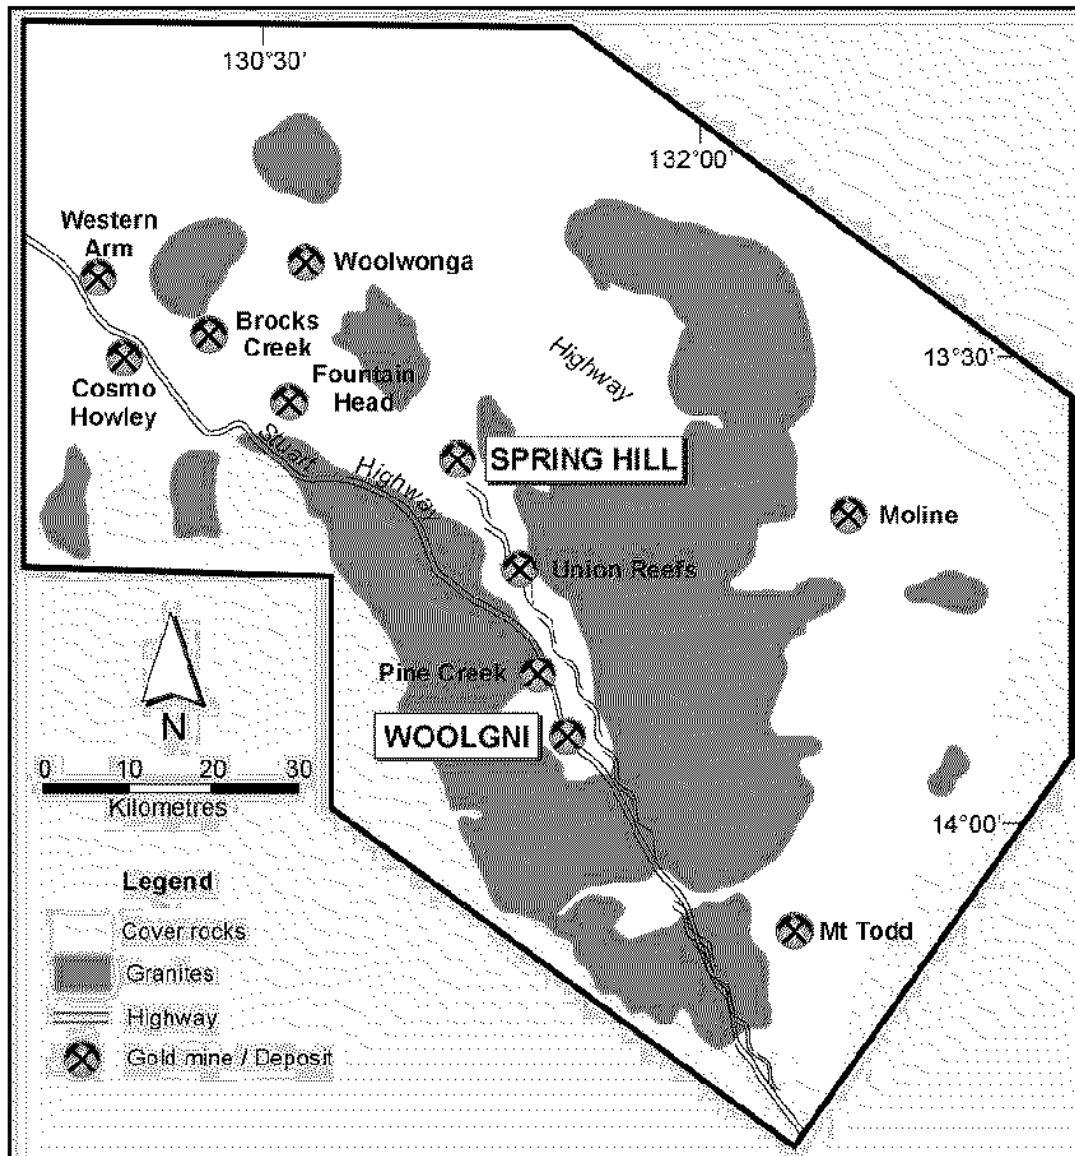 130°30'
132°00'
Western
Arm
Woolwonga
Brocks
Creek
Highway
13°30'
Cosmo
Howley
Fountain
Head
Stuart
Highway
SPRING HILL
Moline
Union Reefs
Pine Creek
WOOLGNI
N
0 10 20 30
Kilometres
14°00'
Legend
Cover rocks
Granites
Highway
Gold mine / Deposit
Mt Todd